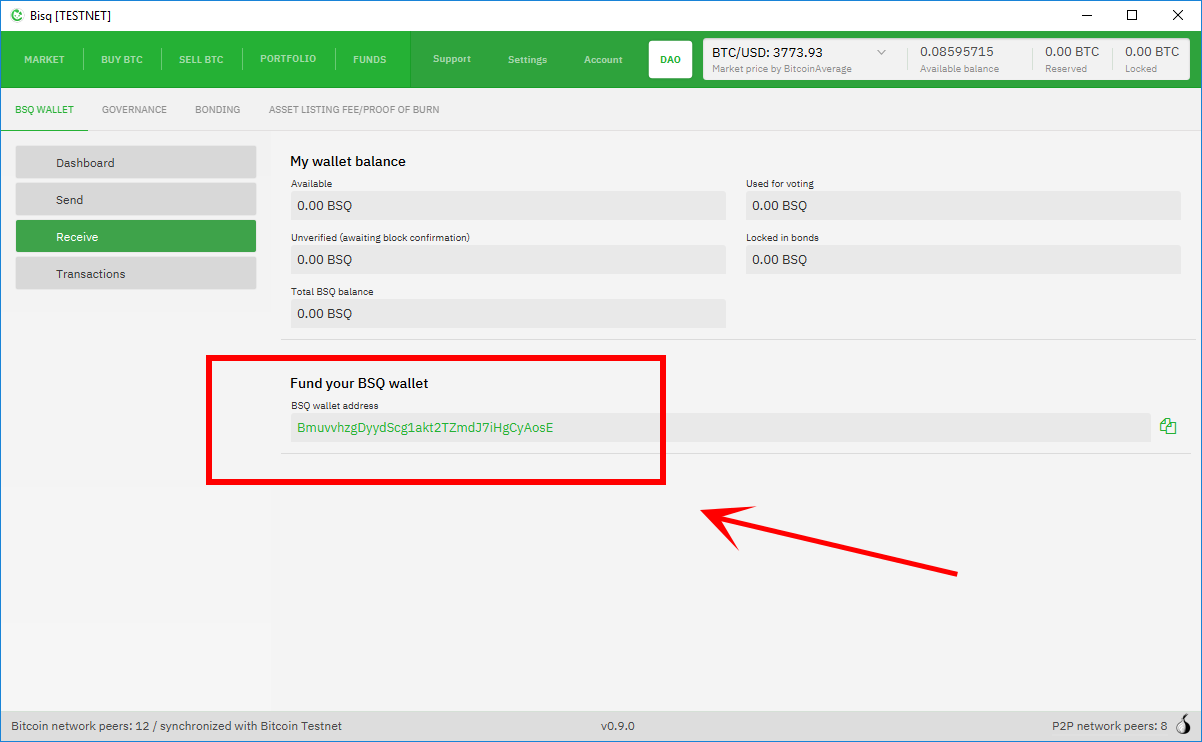 Bisq [TESTNET]
MARKET BUY BTC SELL BTC PORTFOLIO FUNDS Support Settings Account DAO
BTC/USD: 3773.93 0.08595715 0.00 BTC 0.00 BTC
Market price by BitcoinAverage Available balance Reserved Locked
BSQ WALLET GOVERNANCE BONDING ASSET LISTING FEE/PROOF OF BURN
Dashboard
Send
Receive
Transactions
My wallet balance
Available Used for voting
0.00 BSQ 0.00 BSQ
Unverified (awaiting block confirmation) Locked in bonds
0.00 BSQ 0.00 BSQ
Total BSQ balance
0.00 BSQ
Fund your BSQ wallet
BSQ wallet address
BmuvvhzgDyydScg1akt2TZmdJ7iHgCyAosE
Bitcoin network peers: 12 / synchronized with Bitcoin Testnet v0.9.0 P2P network peers: 8